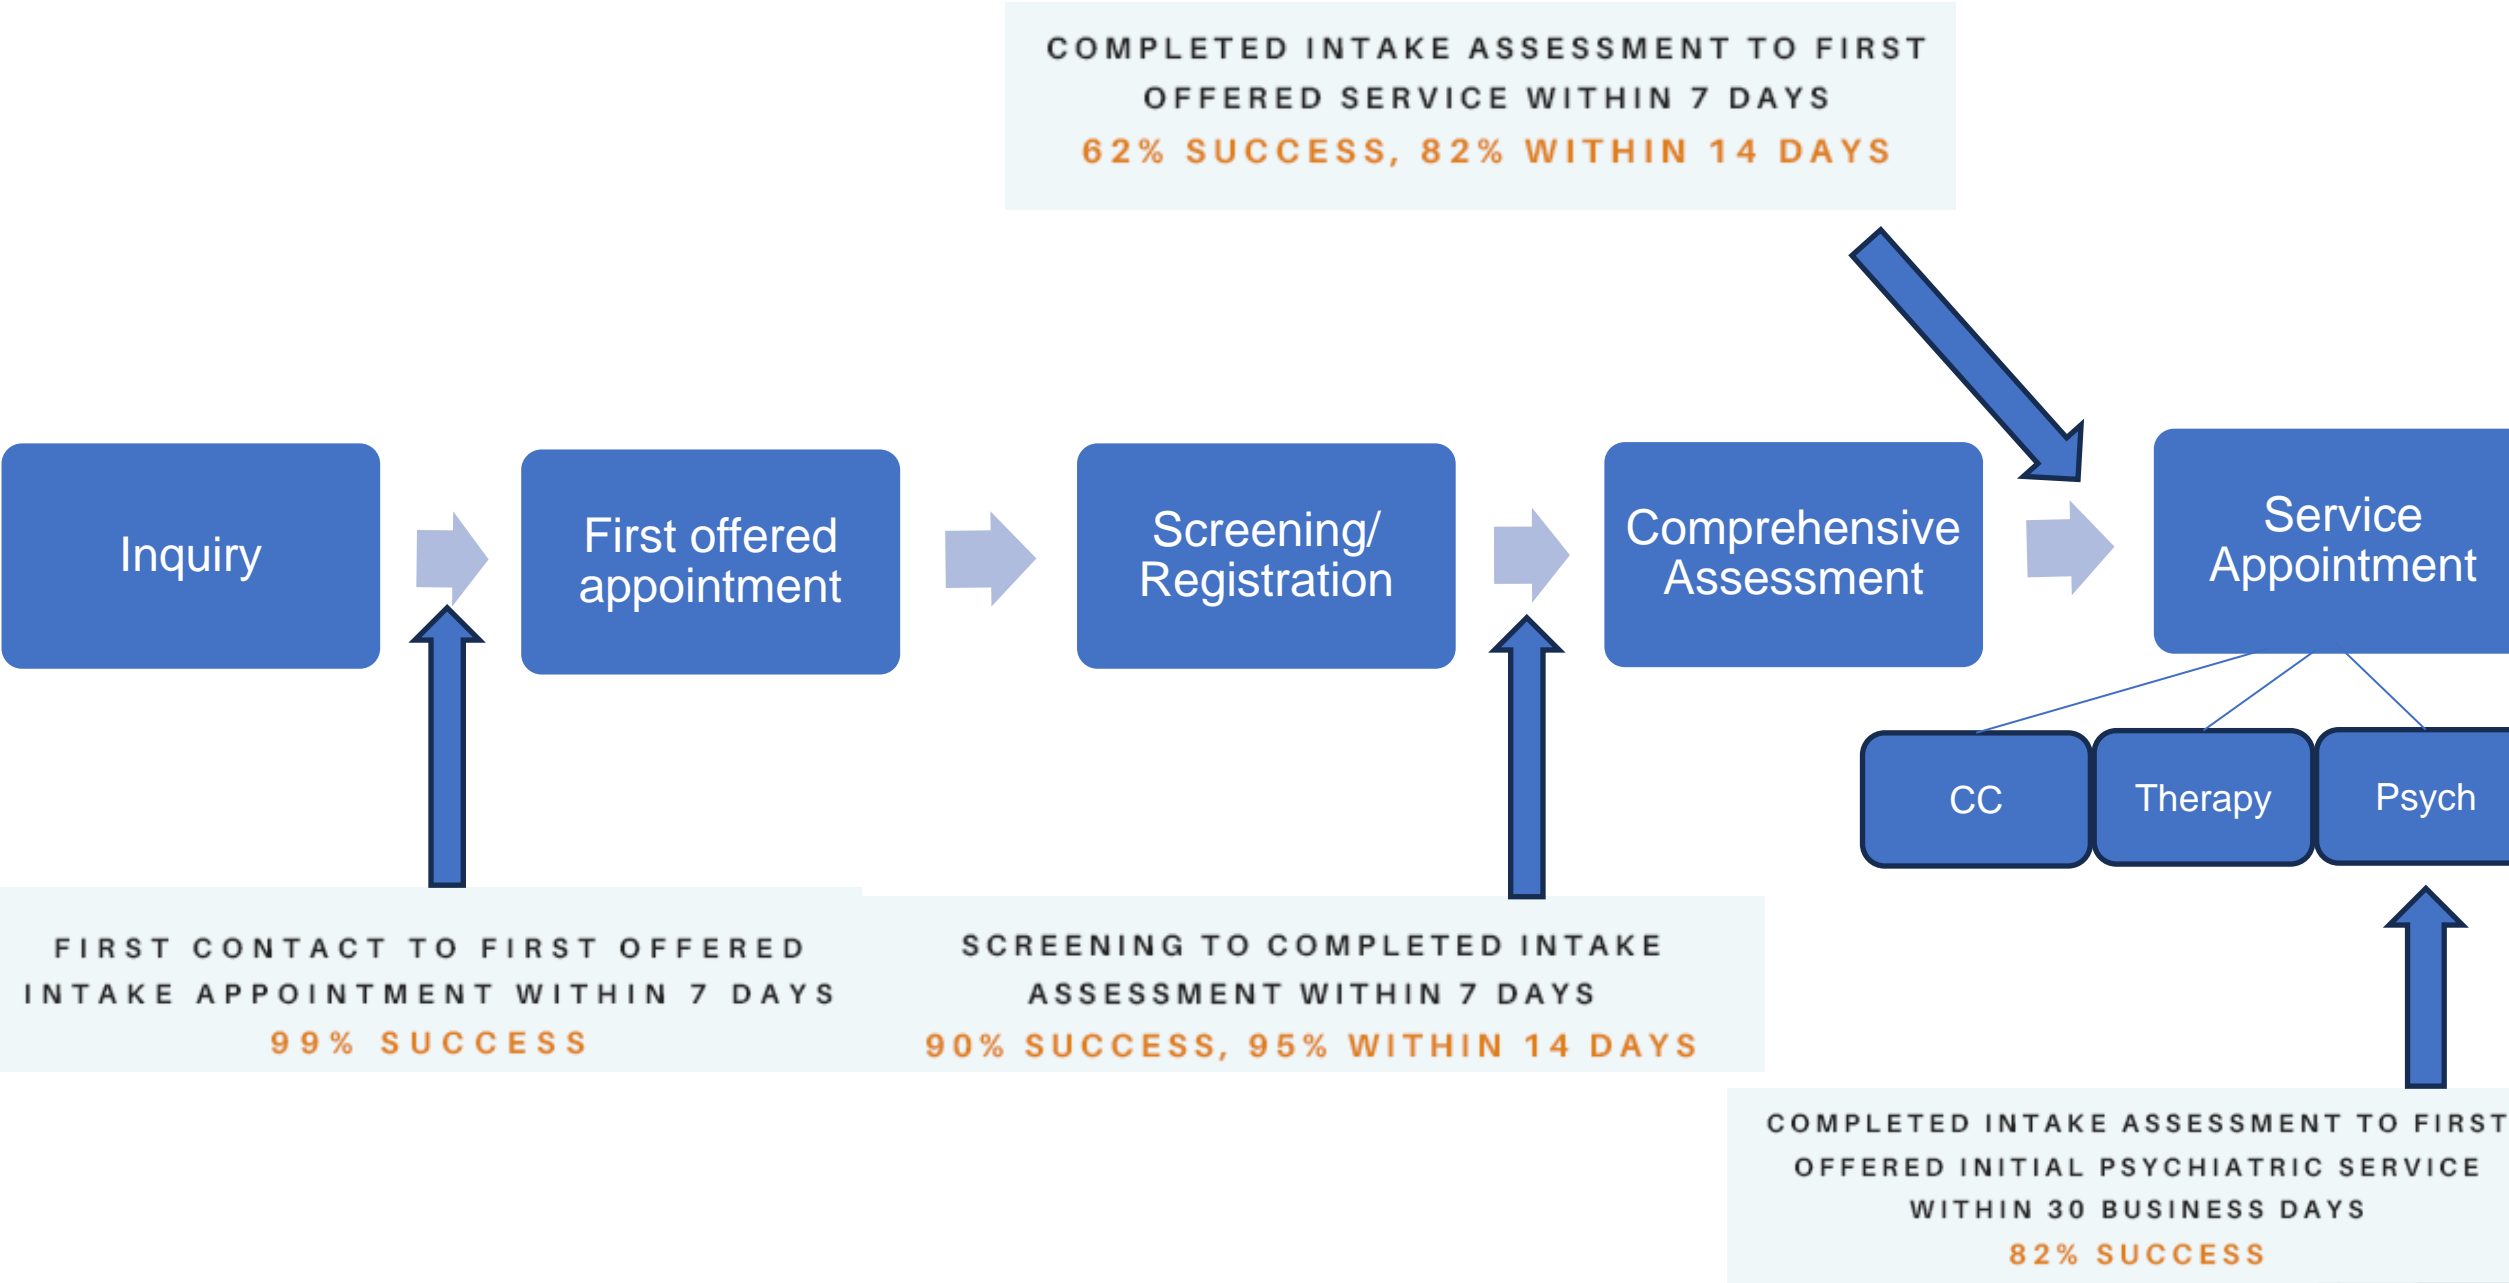 COMPLETED INTAKE ASSESSMENT TO FIRST
OFFERED SERVICE WITHIN 7 DAYS
62% SUCCESS, 82% WITHIN 14 DAYS
Inquiry
First offered
appointment
Screening/
Registration
Comprehensive
Assessment
Service
Appointment
CC
Therapy
Psych
FIRST CONTACT TO FIRST OFFERED
INTAKE APPOINTMENT WITHIN 7 DAYS
99% SUCCESS
SCREENING TO COMPLETED INTAKE
ASSESSMENT WITHIN 7 DAYS
90% SUCCESS, 95% WITHIN 14 DAYS
COMPLETED INTAKE ASSESSMENT TO FIRST
OFFERED INITIAL PSYCHIATRIC SERVICE
WITHIN 30 BUSINESS DAYS
82% SUCCESS